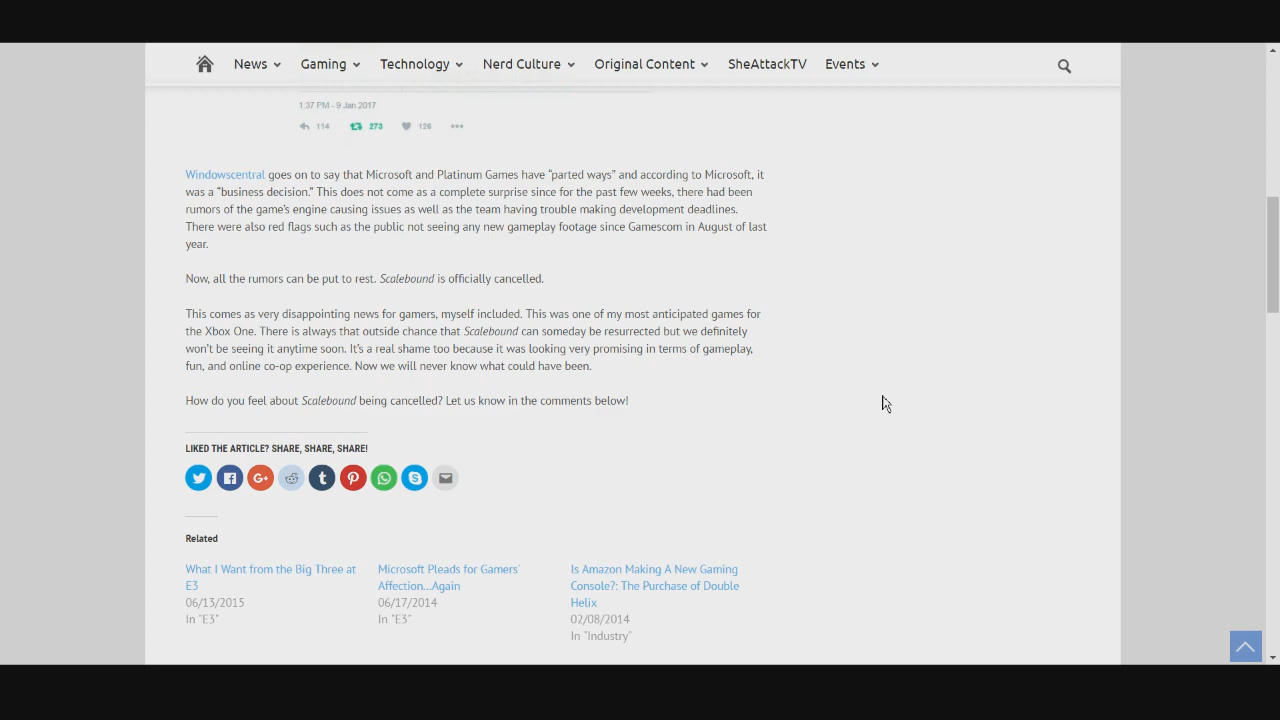 News Gaming Technology Nerd Culture Original Content SheAttackTV Events
1:37 PM - 9 Jan 2017
114 273 126
Windowscentral goes on to say that Microsoft and Platinum Games have “parted ways” and according to Microsoft, it
was a “business decision.” This does not come as a complete surprise since for the past few weeks, there had been
rumors of the game’s engine causing issues as well as the team having trouble making development deadlines.
There were also red flags such as the public not seeing any new gameplay footage since Gamescom in August of last
year.
Now, all the rumors can be put to rest. Scalebound is officially cancelled.
This comes as very disappointing news for gamers, myself included. This was one of my most anticipated games for
the Xbox One. There is always that outside chance that Scalebound can someday be resurrected but we definitely
won’t be seeing it anytime soon. It’s a real shame too because it was looking very promising in terms of gameplay,
fun, and online co-op experience. Now we will never know what could have been.
How do you feel about Scalebound being cancelled? Let us know in the comments below!
LIKED THE ARTICLE? SHARE, SHARE, SHARE!
Related
What I Want from the Big Three at
E3
06/13/2015
In "E3"
Microsoft Pleads for Gamers'
Affection...Again
06/17/2014
In "E3"
Is Amazon Making A New Gaming
Console?: The Purchase of Double
Helix
02/08/2014
In "Industry"